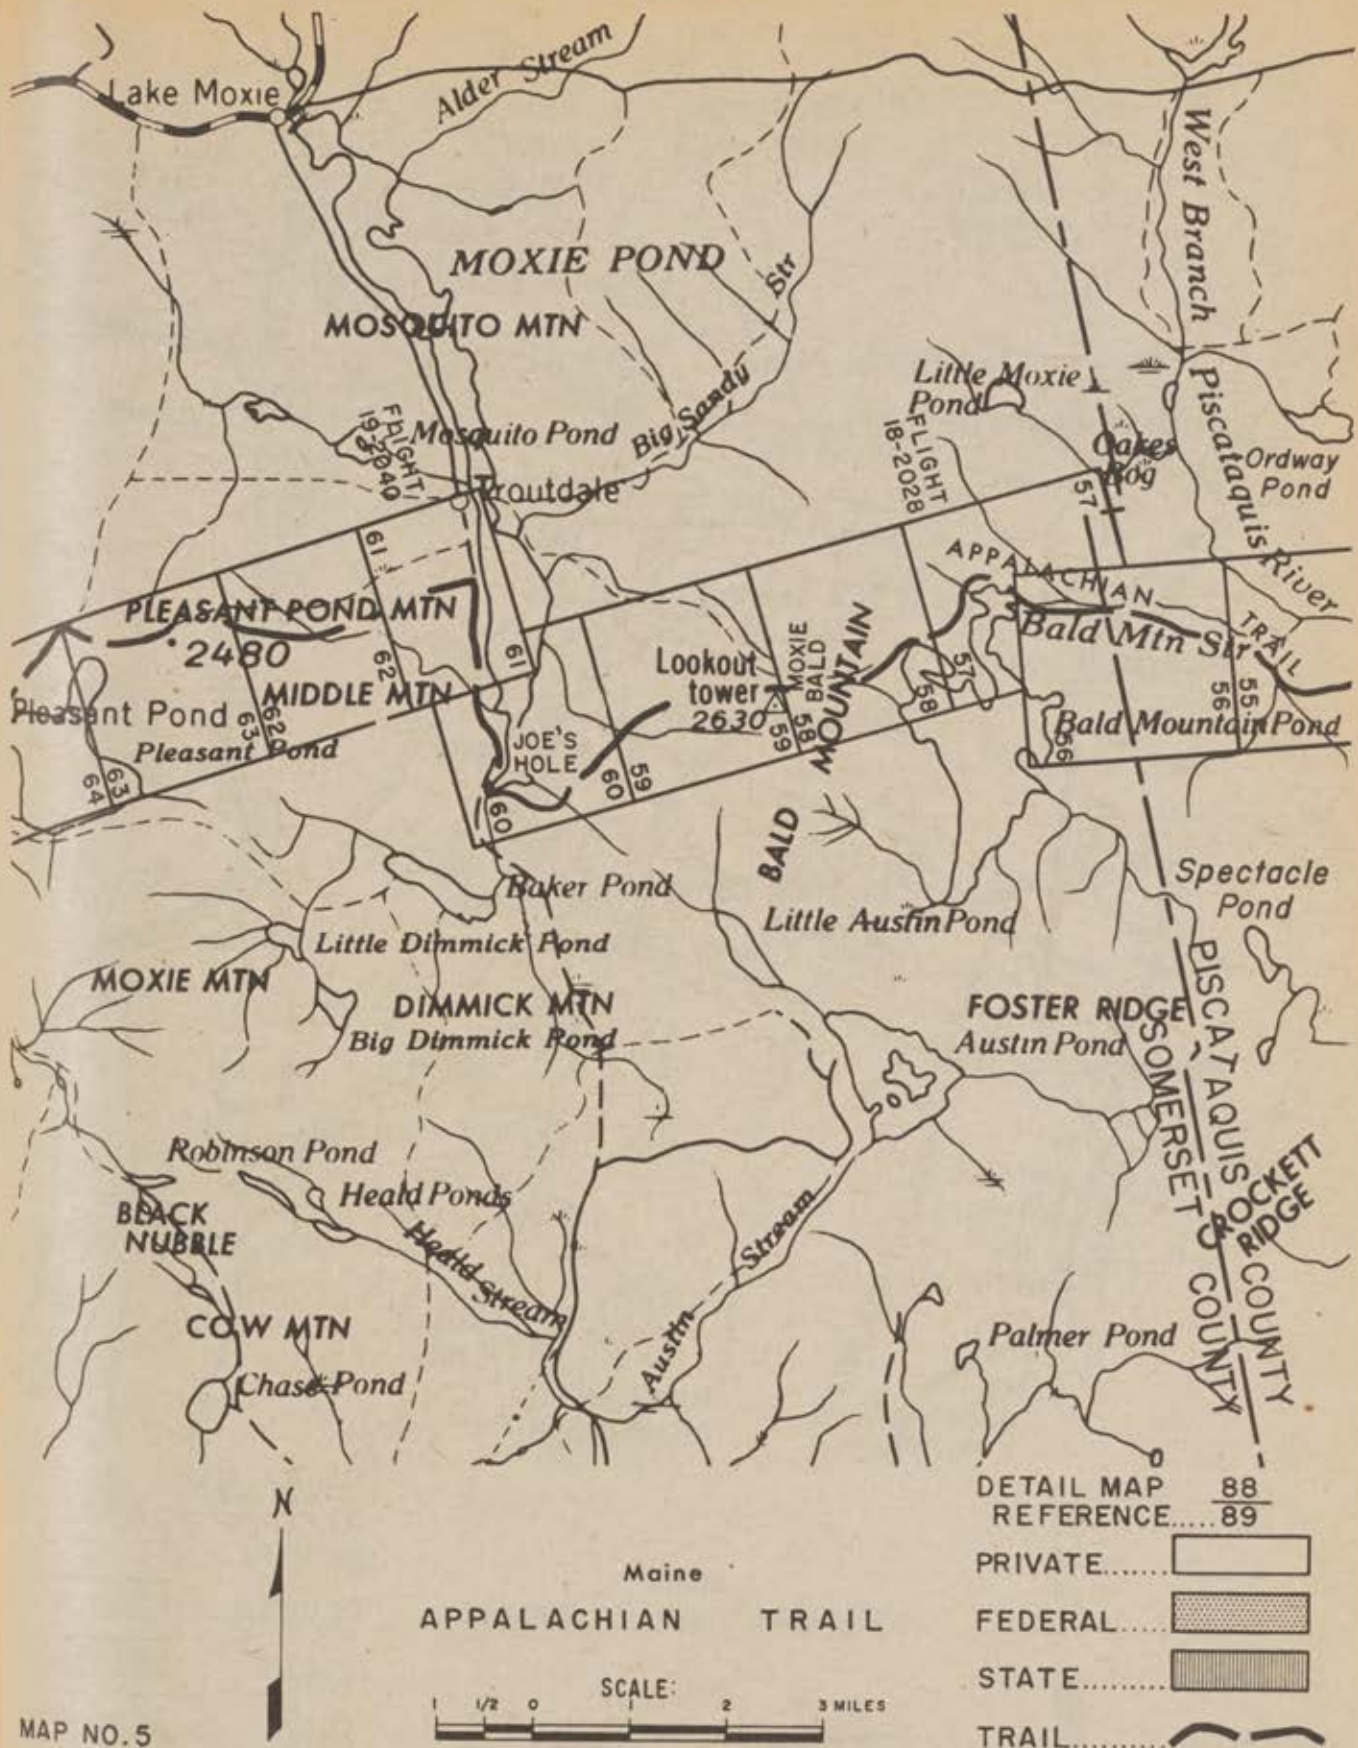 Lake Moxie
Alder Stream
West Branch
Piscataquis
River
MOXIE POND
MOSQUITO MTN
Str
Big Sandy
Little Moxie
Pond
Mosquito Pond
FLIGHT
19-2040
FLIGHT
18-2028
Oakes
Bog
Ordway
Pond
Troutdale
57
61
APPALACHIAN
TRAIL
PLEASANT POND MTN
2480
Bald Mtn Str
MOXIE
BALD
MOUNTAIN
Lookout
tower
2630
62
61
57
58
MIDDLE MTN
Pleasant Pond
63
62
Pleasant Pond
JOE'S
HOLE
58
59
56
55
56
Bald Mountain Pond
64
63
60
60
59
BALD
Spectacle
Pond
Baker Pond
Little Austin Pond
Little Dimmick Pond
MOXIE MTN
DIMMICK MTN
FOSTER RIDGE
Big Dimmick Pond
Austin Pond
PISCATAQUIS COUNTY
SOMERSET COUNTY
CROCKETT
RIDGE
Robinson Pond
Heald Ponds
BLACK
NUBBLE
Heald Stream
Austin Stream
COW MTN
Palmer Pond
Chase Pond
N
DETAIL MAP 88
REFERENCE..... 89
Maine
PRIVATE.......
APPALACHIAN TRAIL
FEDERAL.....
STATE.........
SCALE:
1 1/2 0 1 2 3 MILES
MAP NO. 5
TRAIL.........